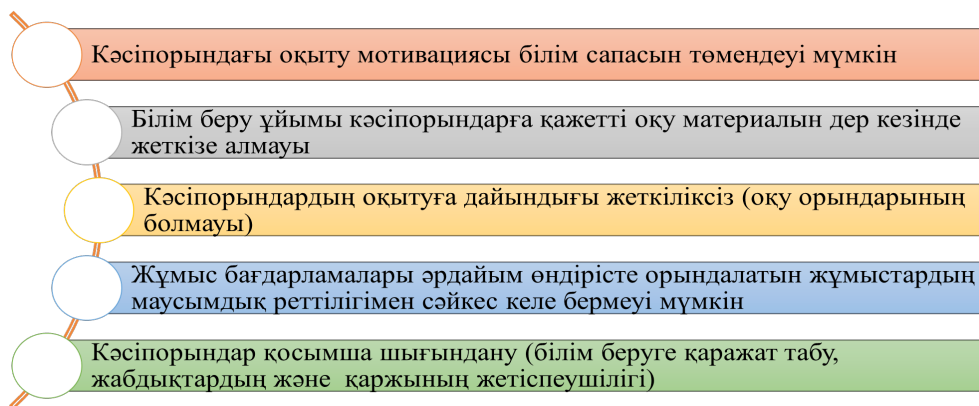 Кәсіпорындағы оқыту мотивациясы білім сапасын төмендеуі мүмкін
Білім беру ұйымы кәсіпорындарға қажетті оқу материалын дер кезінде
жеткізе алмауы
Кәсіпорындардың оқытуға дайындығы жеткіліксіз (оқу орындарының
болмауы)
Жұмыс бағдарламалары әрдайым өндірісте орындалатын жұмыстардың
маусымдық реттілігімен сәйкес келе бермеуі мүмкін
Кәсіпорындар қосымша шығындану (білім беруге қаражат табу,
жабдықтардың және  қаржының жетіспеушілігі)